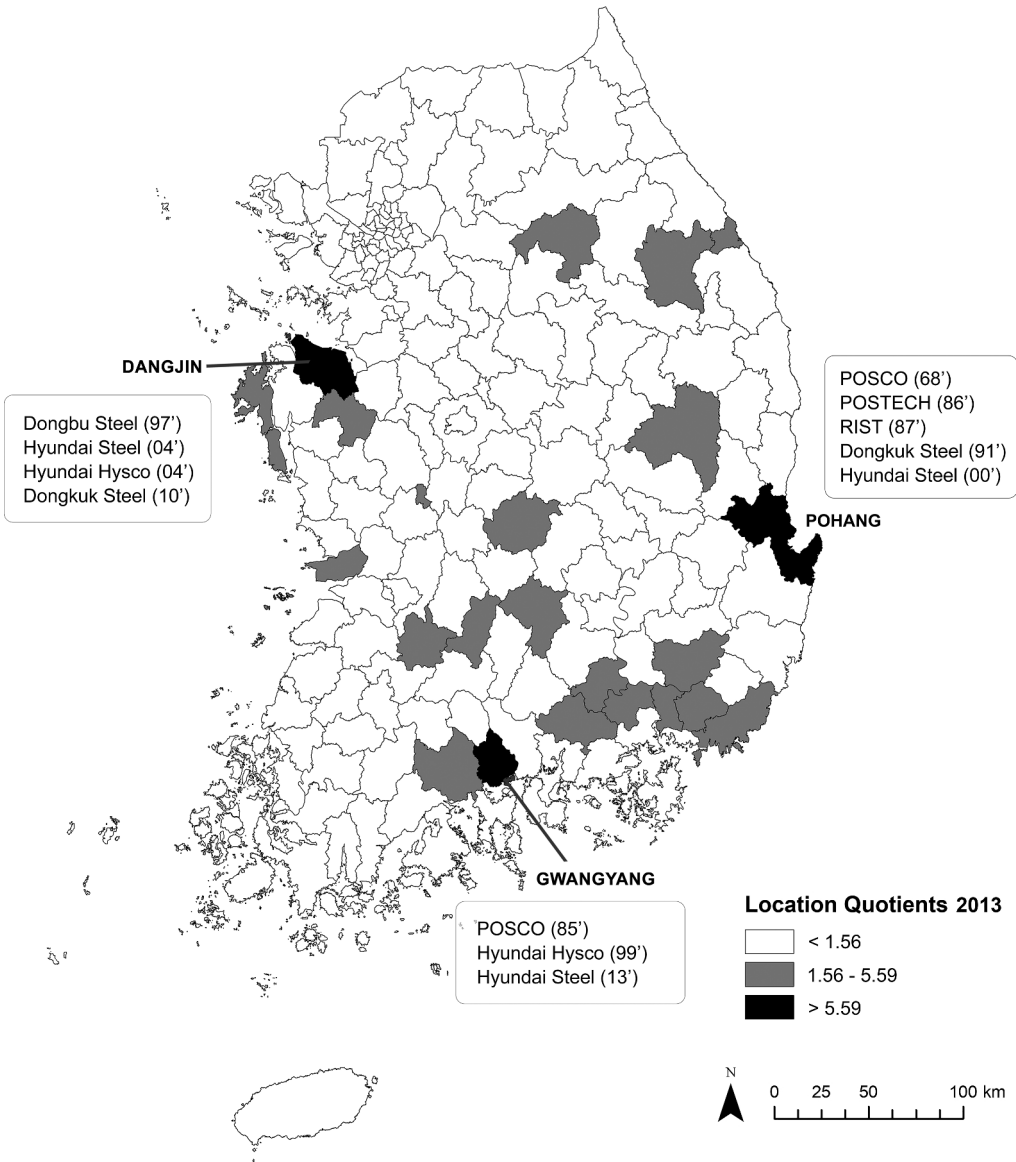 DANGJIN
Dongbu Steel (97’)
Hyundai Steel (04’)
Hyundai Hysco (04’)
Dongkuk Steel (10’)
POSCO (68’)
POSTECH (86’)
RIST (87’)
Dongkuk Steel (91’)
Hyundai Steel (00’)
POHANG
GWANGYANG
POSCO (85’)
Hyundai Hysco (99’)
Hyundai Steel (13’)
Location Quotients 2013
< 1.56
1.56 - 5.59
> 5.59
N
0 25 50 100 km